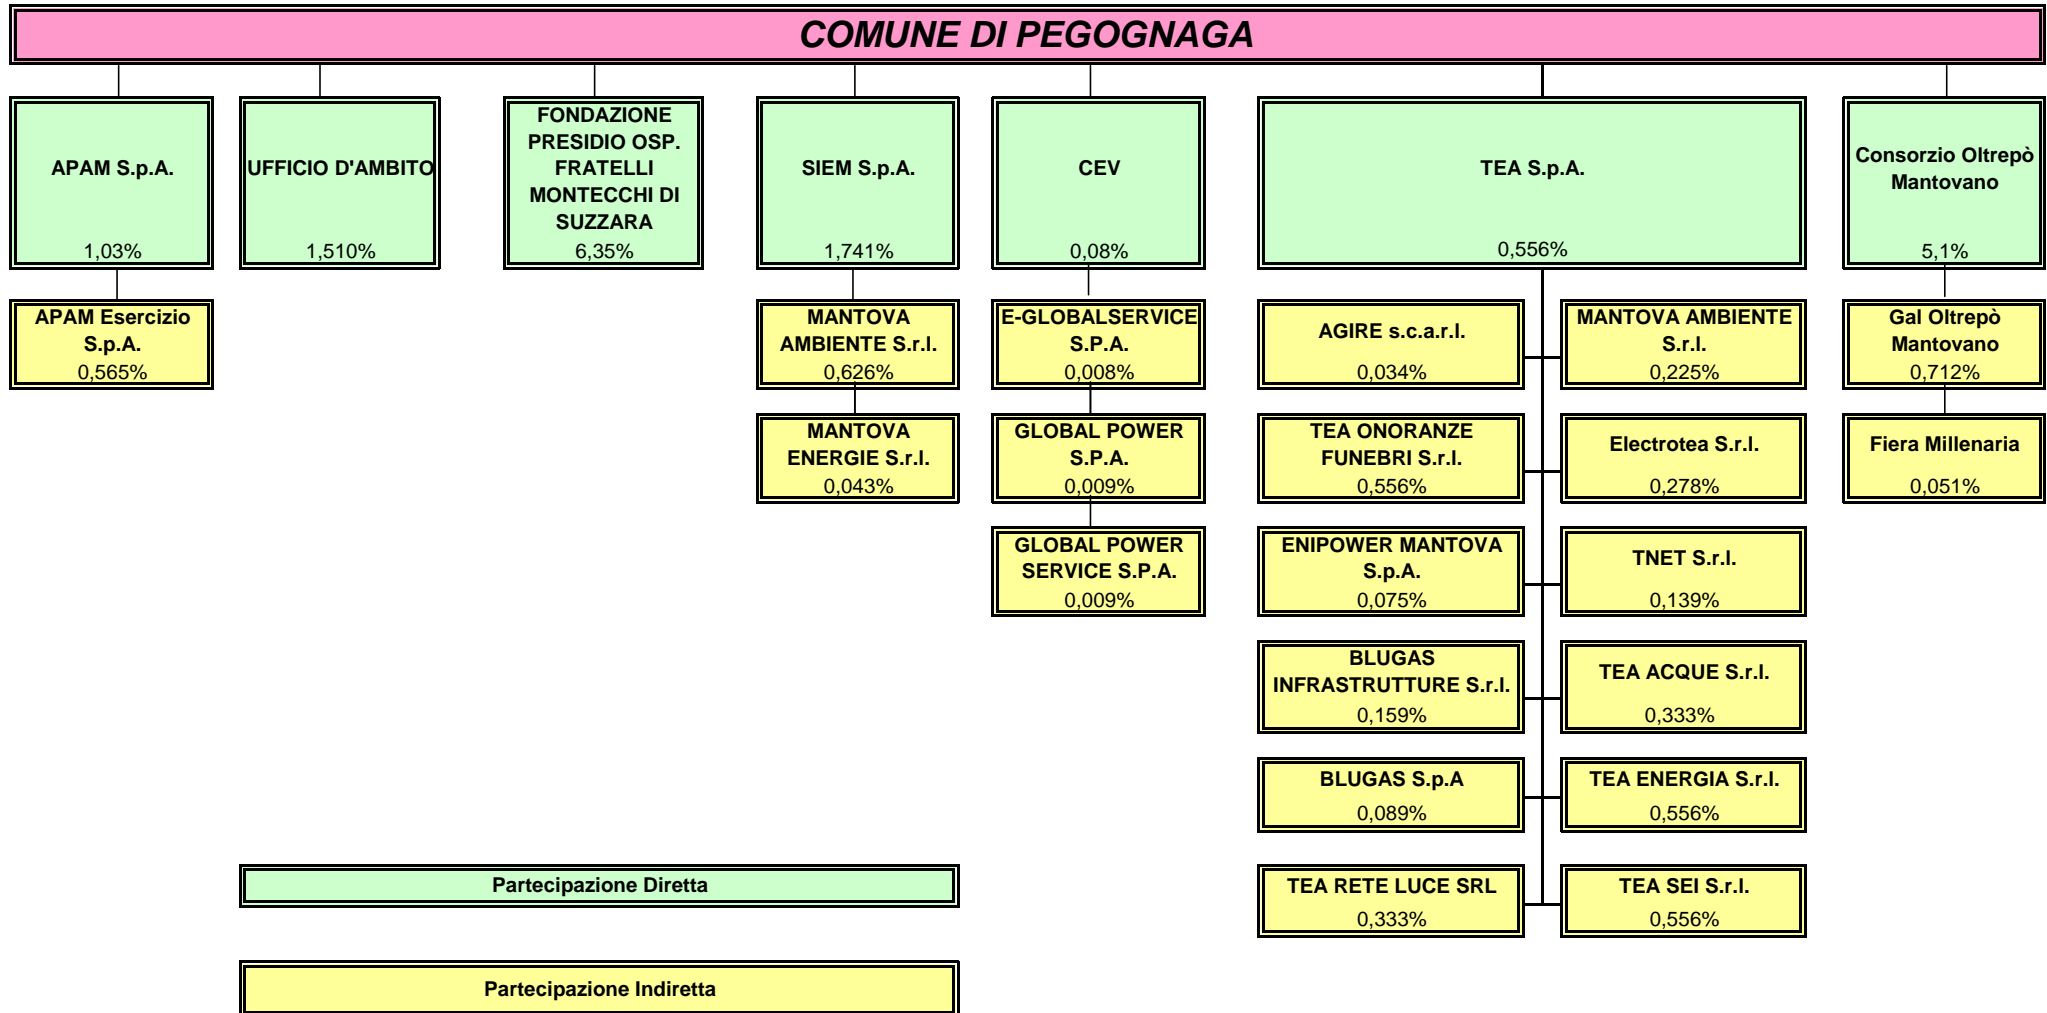 COMUNE DI PEGOGNAGA
APAM S.p.A.
1,03%
UFFICIO D'AMBITO
1,510%
FONDAZIONE
PRESIDIO OSP.
FRATELLI
MONTECCHI DI
SUZZARA
6,35%
SIEM S.p.A.
1,741%
CEV
0,08%
TEA S.p.A.
0,556%
Consorzio Oltrepò
Mantovano
5,1%
APAM Esercizio
S.p.A.
0,565%
MANTOVA
AMBIENTE S.r.l.
0,626%
E-GLOBALSERVICE
S.P.A.
0,008%
AGIRE s.c.a.r.l.
0,034%
MANTOVA AMBIENTE
S.r.l.
0,225%
Gal Oltrepò
Mantovano
0,712%
MANTOVA
ENERGIE S.r.l.
0,043%
GLOBAL POWER
S.P.A.
0,009%
TEA ONORANZE
FUNEBRI S.r.l.
0,556%
Electrotea S.r.l.
0,278%
Fiera Millenaria
0,051%
GLOBAL POWER
SERVICE S.P.A.
0,009%
ENIPOWER MANTOVA
S.p.A.
0,075%
TNET S.r.l.
0,139%
BLUGAS
INFRASTRUTTURE S.r.l.
0,159%
TEA ACQUE S.r.l.
0,333%
BLUGAS S.p.A
0,089%
TEA ENERGIA S.r.l.
0,556%
TEA RETE LUCE SRL
0,333%
TEA SEI S.r.l.
0,556%
Partecipazione Diretta
Partecipazione Indiretta